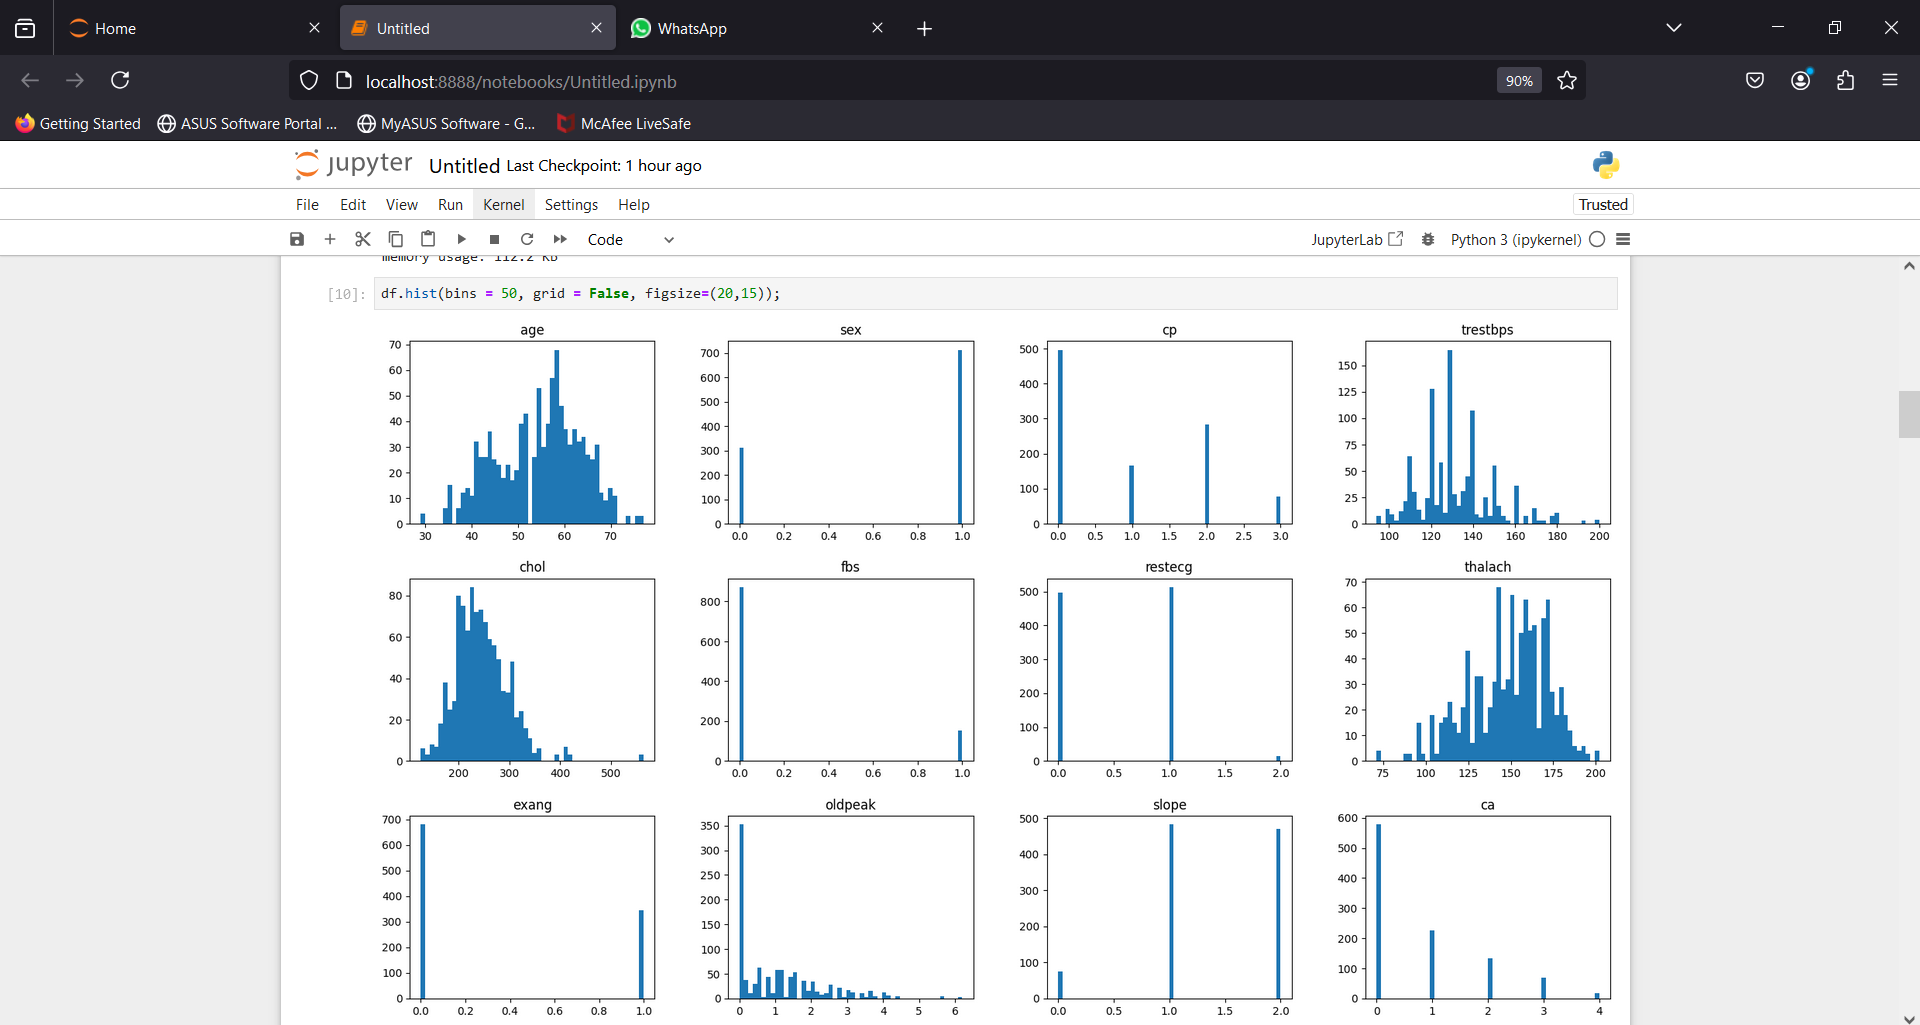 Home
Untitled
WhatsApp
localhost:8888/notebooks/Untitled.ipynb
90%
Getting Started
ASUS Software Portal ...
MyASUS Software - G...
McAfee LiveSafe
jupyter
Untitled Last Checkpoint: 1 hour ago
File Edit View Run Kernel Settings Help
Trusted
Code
JupyterLab
Python 3 (ipykernel)
memory usage: 112.2 KB
[10]: df.hist(bins = 50, grid = False, figsize=(20,15));
age
70
60
50
40
30
20
10
0
30 40 50 60 70
sex
700
600
500
400
300
200
100
0
0.0 0.2 0.4 0.6 0.8 1.0
cp
500
400
300
200
100
0
0.0 0.5 1.0 1.5 2.0 2.5 3.0
trestbps
150
125
100
75
50
25
0
100 120 140 160 180 200
chol
80
60
40
20
0
200 300 400 500
fbs
800
600
400
200
0
0.0 0.2 0.4 0.6 0.8 1.0
restecg
500
400
300
200
100
0
0.0 0.5 1.0 1.5 2.0
thalach
70
60
50
40
30
20
10
0
75 100 125 150 175 200
exang
700
600
500
400
300
200
100
0
0.0 0.2 0.4 0.6 0.8 1.0
oldpeak
350
300
250
200
150
100
50
0
0 1 2 3 4 5 6
slope
500
400
300
200
100
0
0.0 0.5 1.0 1.5 2.0
ca
600
500
400
300
200
100
0
0 1 2 3 4